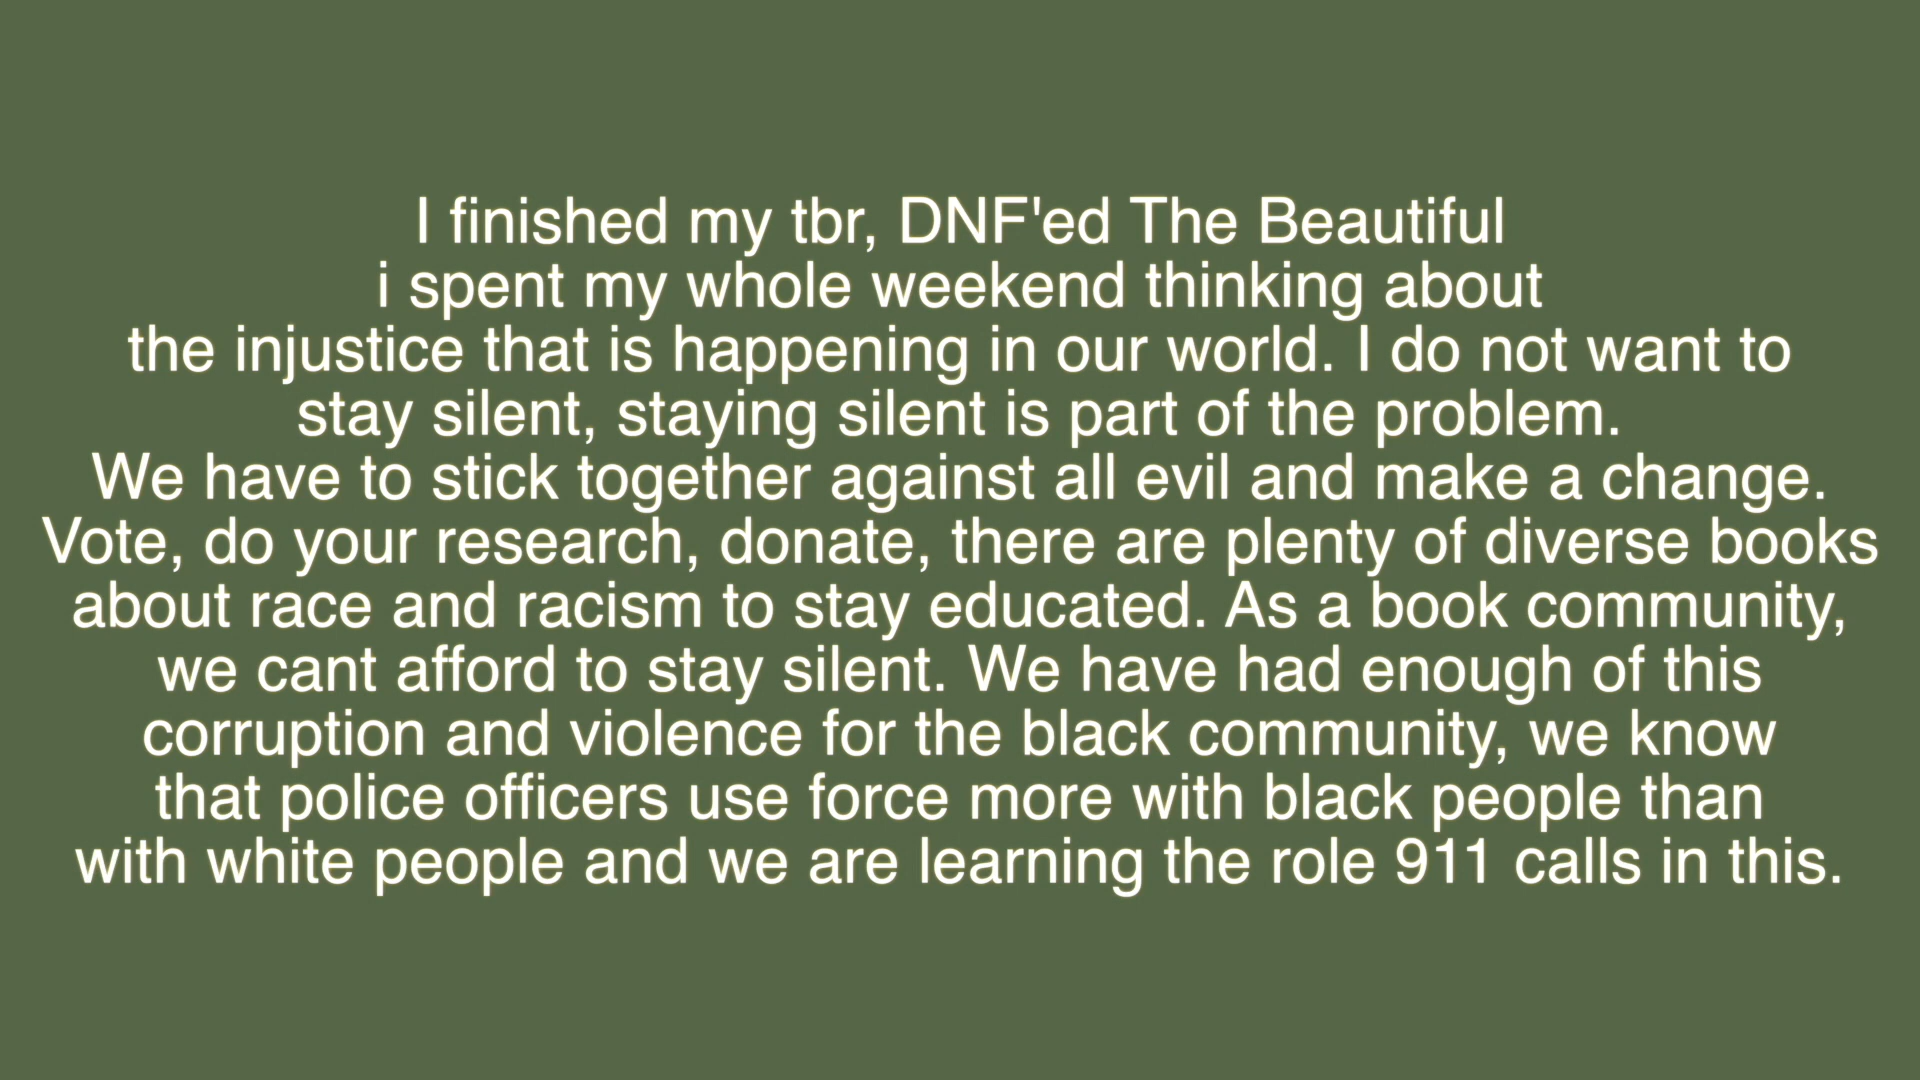 I finished my tbr, DNF'ed The Beautiful
i spent my whole weekend thinking about
the injustice that is happening in our world. I do not want to
stay silent, staying silent is part of the problem.
We have to stick together against all evil and make a change.
Vote, do your research, donate, there are plenty of diverse books
about race and racism to stay educated. As a book community,
we cant afford to stay silent. We have had enough of this
corruption and violence for the black community, we know
that police officers use force more with black people than
with white people and we are learning the role 911 calls in this.